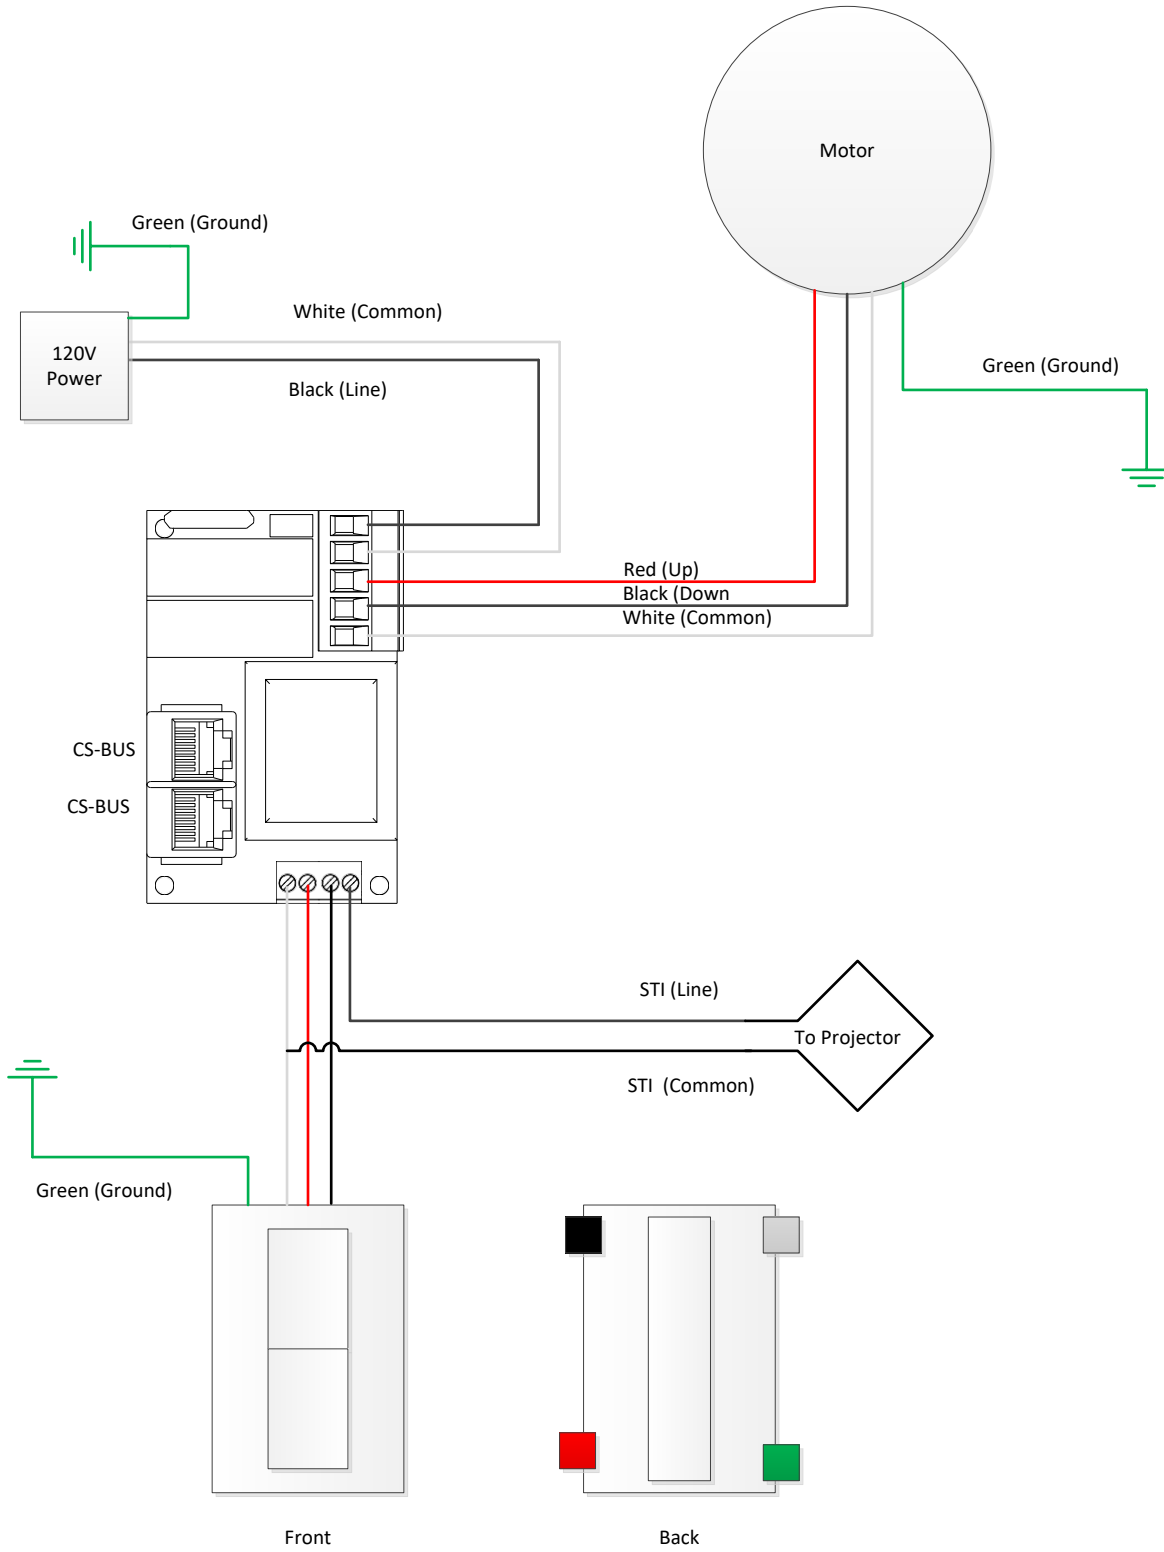 Motor
Green (Ground)
White (Common)
120V
Power
Black (Line)
Green (Ground)
Red (Up)
Black (Down
White (Common)
CS-BUS
CS-BUS
STI (Line)
To Projector
STI  (Common)
Green (Ground)
Front
Back